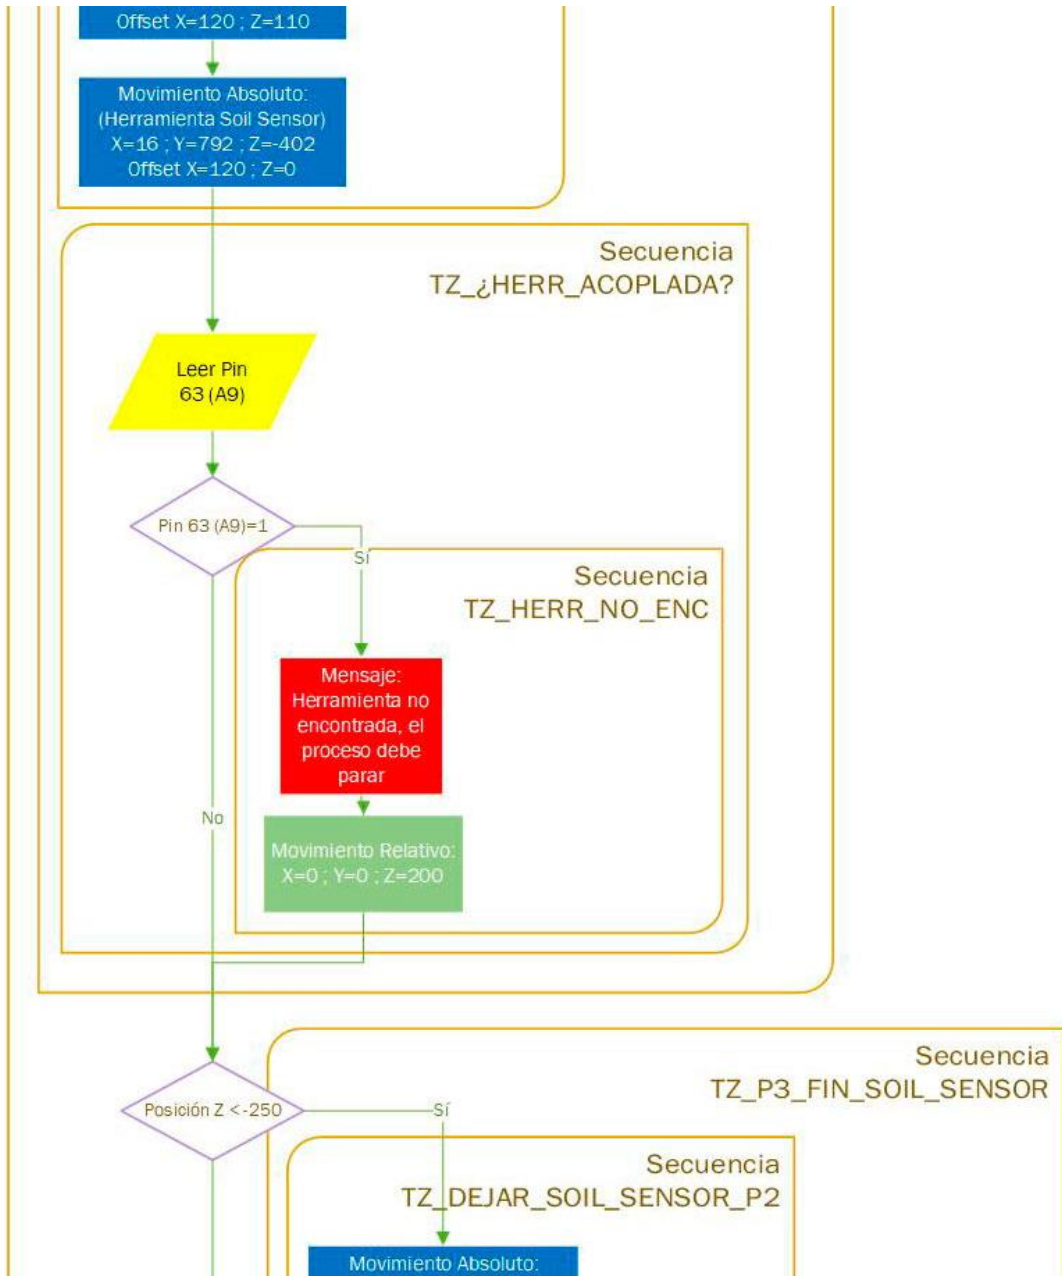 Offset X=120 ; Z=110
Movimiento Absoluto:
(Herramienta Soil Sensor)
X=16 ; Y=792 ; Z=-402
Offset X=120 ; Z=0
Secuencia
TZ_¿HERR_ACOPLADA?
Leer Pin
63 (A9)
Pin 63 (A9)=1
Sí
Secuencia
TZ_HERR_NO_ENC
Mensaje:
Herramienta no
encontrada, el
proceso debe
parar
No
Movimiento Relativo:
X=0 ; Y=0 ; Z=200
Secuencia
TZ_P3_FIN_SOIL_SENSOR
Posición Z <-250
Sí
Secuencia
TZ_DEJAR_SOIL_SENSOR_P2
Movimiento Absoluto: